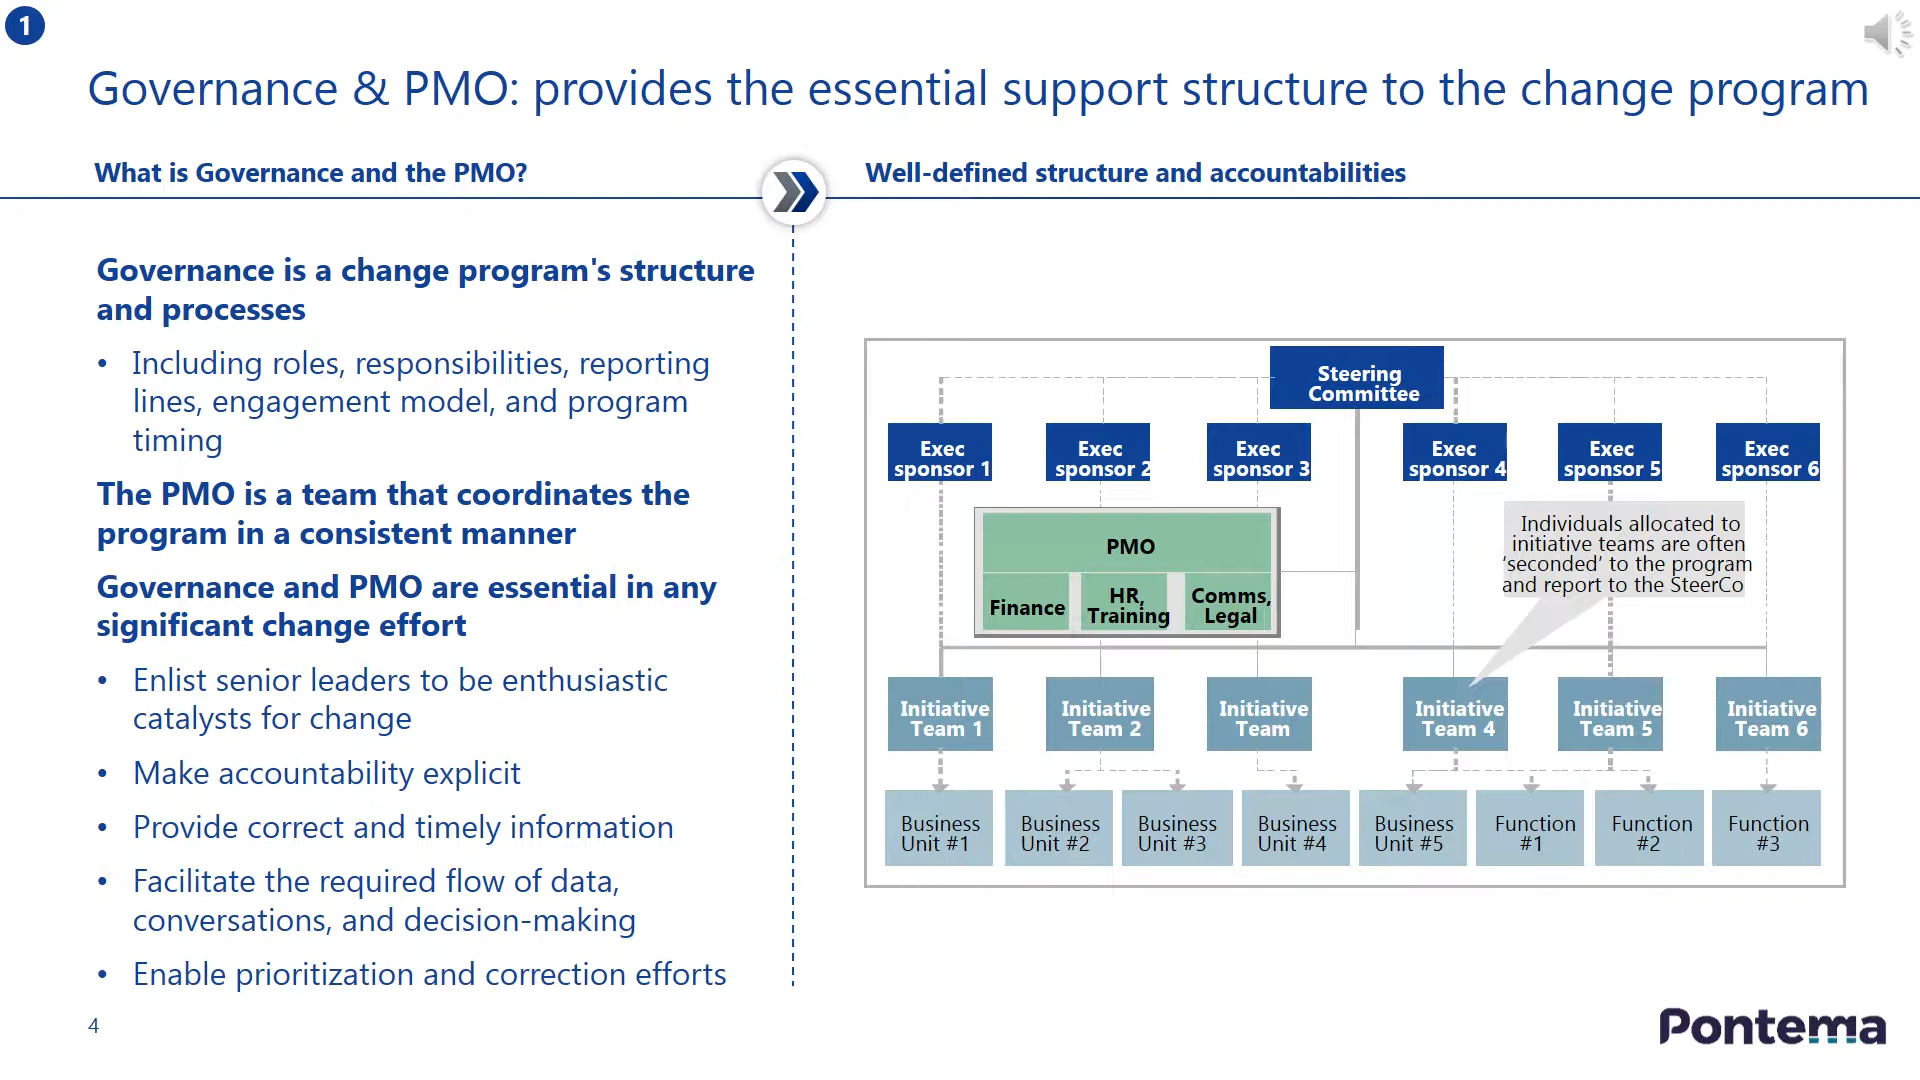 1
Governance & PMO: provides the essential support structure to the change program
What is Governance and the PMO?
Well-defined structure and accountabilities
Governance is a change program's structure
and processes
• Including roles, responsibilities, reporting
lines, engagement model, and program
timing
The PMO is a team that coordinates the
program in a consistent manner
Governance and PMO are essential in any
significant change effort
• Enlist senior leaders to be enthusiastic
catalysts for change
• Make accountability explicit
• Provide correct and timely information
• Facilitate the required flow of data,
conversations, and decision-making
• Enable prioritization and correction efforts
Steering
Committee
Exec
sponsor 1
Exec
sponsor 2
Exec
sponsor 3
Exec
sponsor 4
Exec
sponsor 5
Exec
sponsor 6
PMO
Finance
HR,
Training
Comms,
Legal
Individuals allocated to
initiative teams are often
‘seconded’ to the program
and report to the SteerCo
Initiative
Team 1
Initiative
Team 2
Initiative
Team
Initiative
Team 4
Initiative
Team 5
Initiative
Team 6
Business
Unit #1
Business
Unit #2
Business
Unit #3
Business
Unit #4
Business
Unit #5
Function
#1
Function
#2
Function
#3
4
Pontema